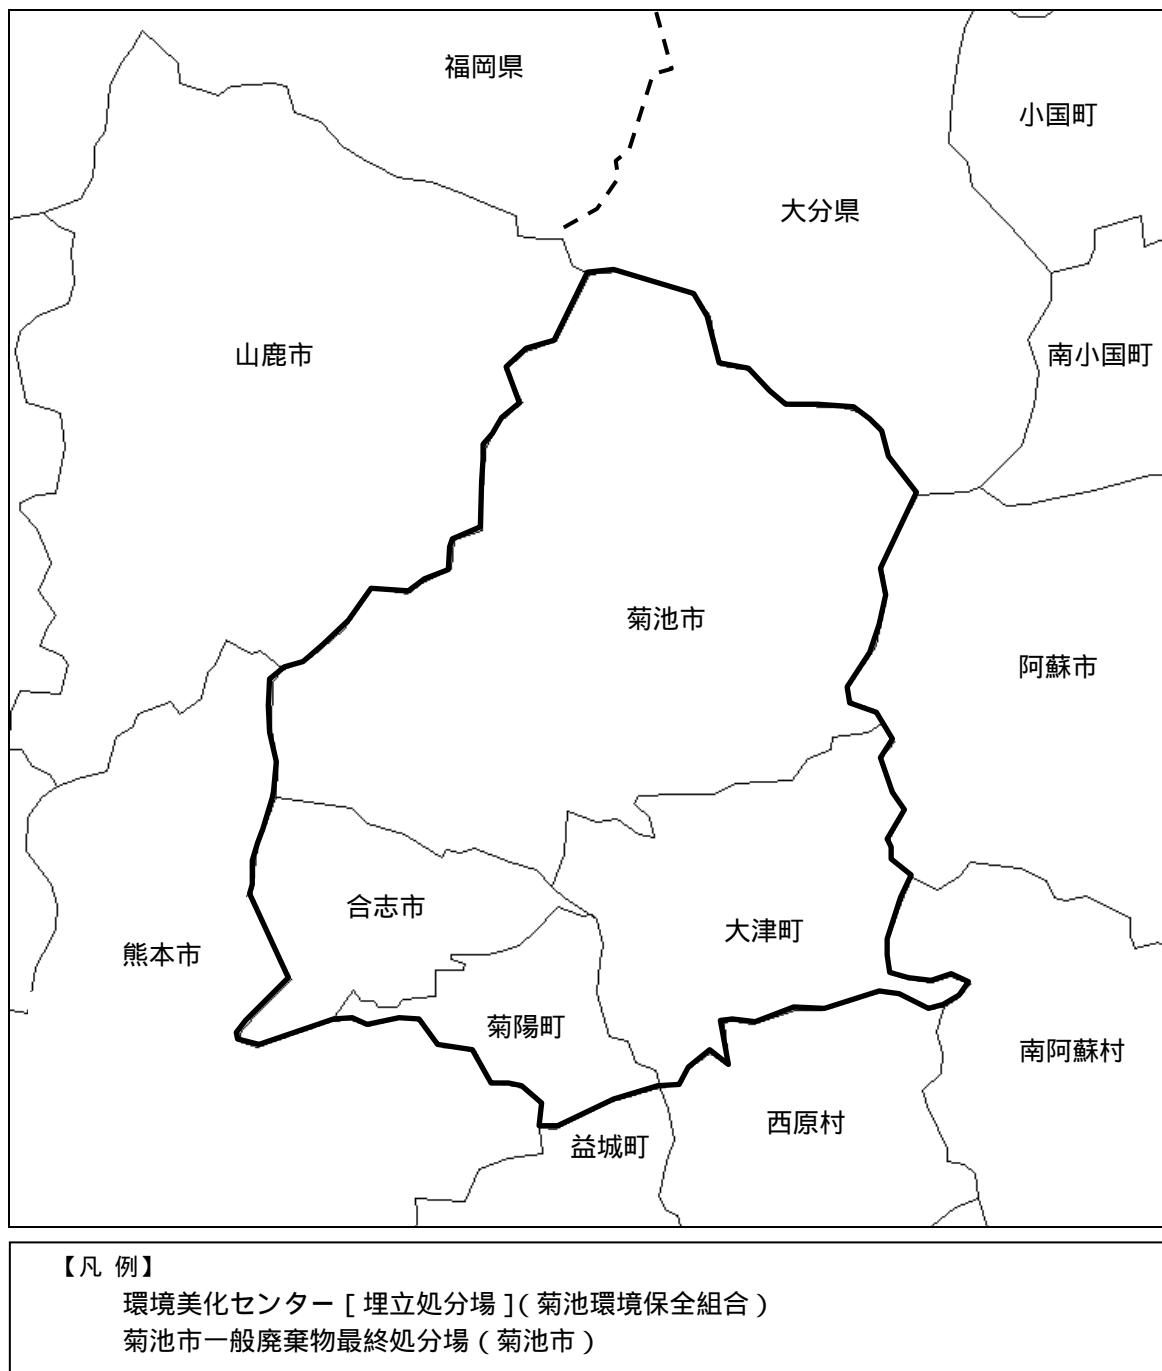 福岡県
小国町
大分県
山鹿市
南小国町
菊池市
阿蘇市
合志市
大津町
熊本市
菊陽町
南阿蘇村
西原村
益城町
【凡 例】
環境美化センター [ 埋立処分場 ] ( 菊池環境保全組合 )
菊池市一般廃棄物最終処分場 ( 菊池市 )